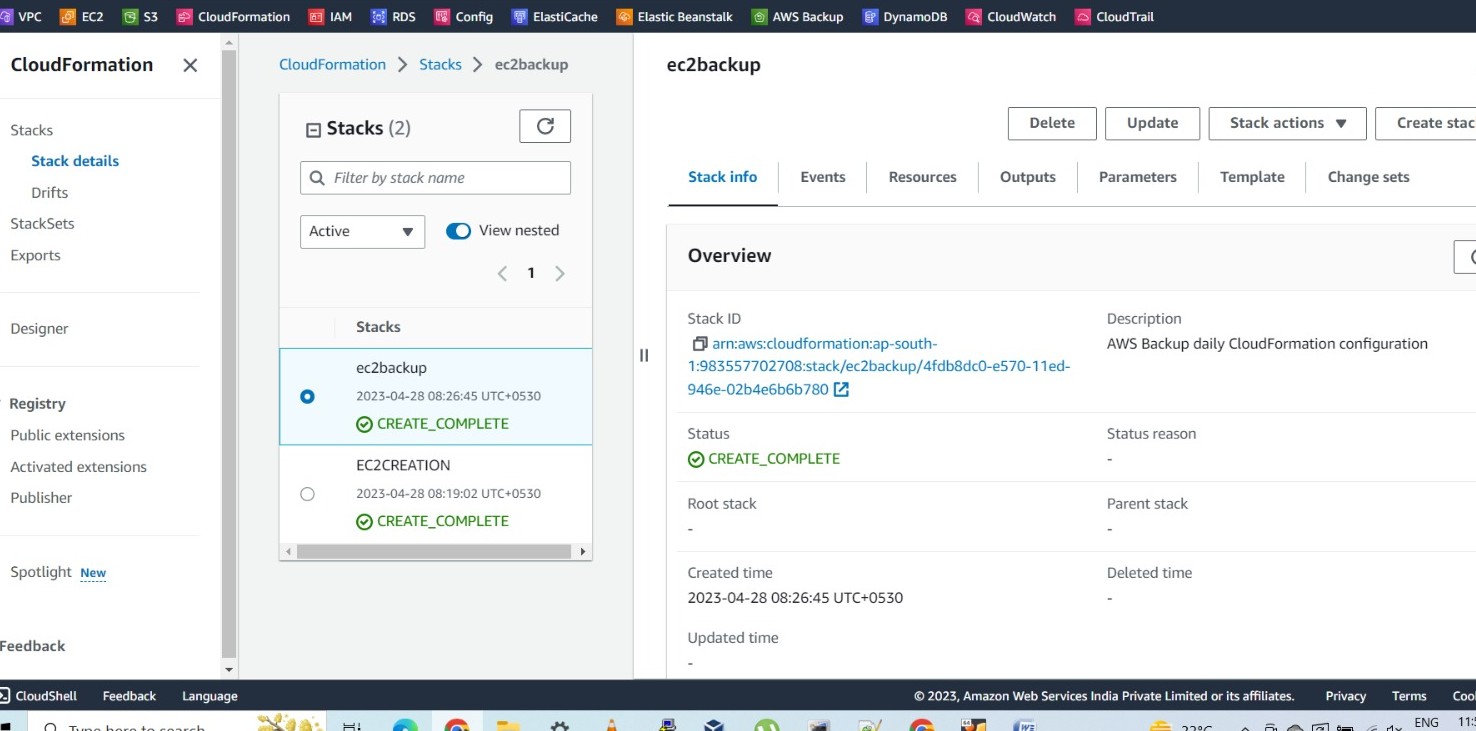 VPC EC2 S3 CloudFormation IAM RDS Config ElastiCache Elastic Beanstalk AWS Backup DynamoDB CloudWatch CloudTrail
CloudFormation
Stacks
Stack details
Drifts
StackSets
Exports
Designer
Registry
Public extensions
Activated extensions
Publisher
Spotlight New
Feedback
CloudFormation Stacks ec2backup
Stacks (2)
Filter by stack name
Active View nested
1
Stacks
ec2backup
2023-04-28 08:26:45 UTC+0530
CREATE_COMPLETE
EC2CREATION
2023-04-28 08:19:02 UTC+0530
CREATE_COMPLETE
ec2backup
Delete Update Stack actions Create stac
Stack info Events Resources Outputs Parameters Template Change sets
Overview
Stack ID
arn:aws:cloudformation:ap-south-
1:983557702708:stack/ec2backup/4fdb8dc0-e570-11ed-
946e-02b4e6b6b780
Description
AWS Backup daily CloudFormation configuration
Status
CREATE_COMPLETE
Status reason
-
Root stack
-
Parent stack
-
Created time
2023-04-28 08:26:45 UTC+0530
Deleted time
-
Updated time
-
CloudShell Feedback Language © 2023, Amazon Web Services India Private Limited or its affiliates. Privacy Terms Coo
Type here to search ENG